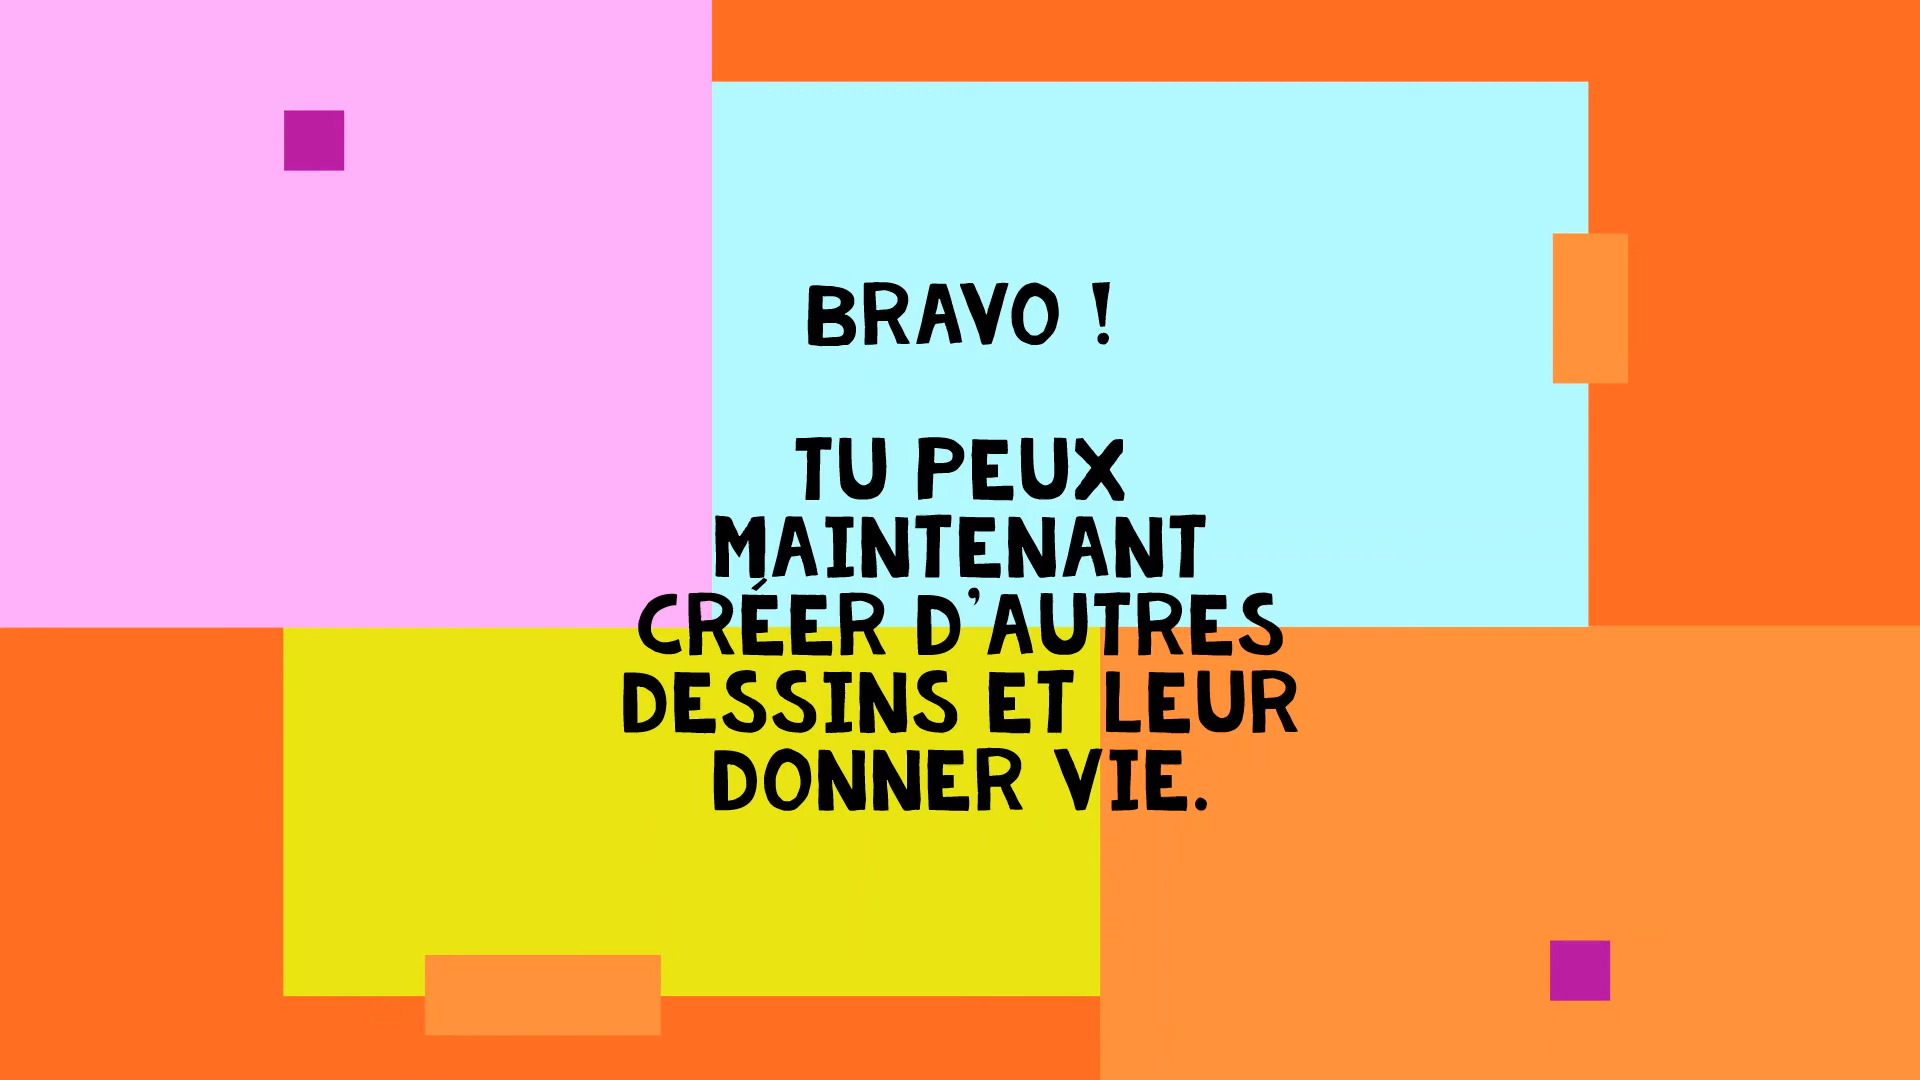 BRAVO !
TU PEUX
MAINTENANT
CRÉER D'AUTRES
DESSINS ET LEUR
DONNER VIE.